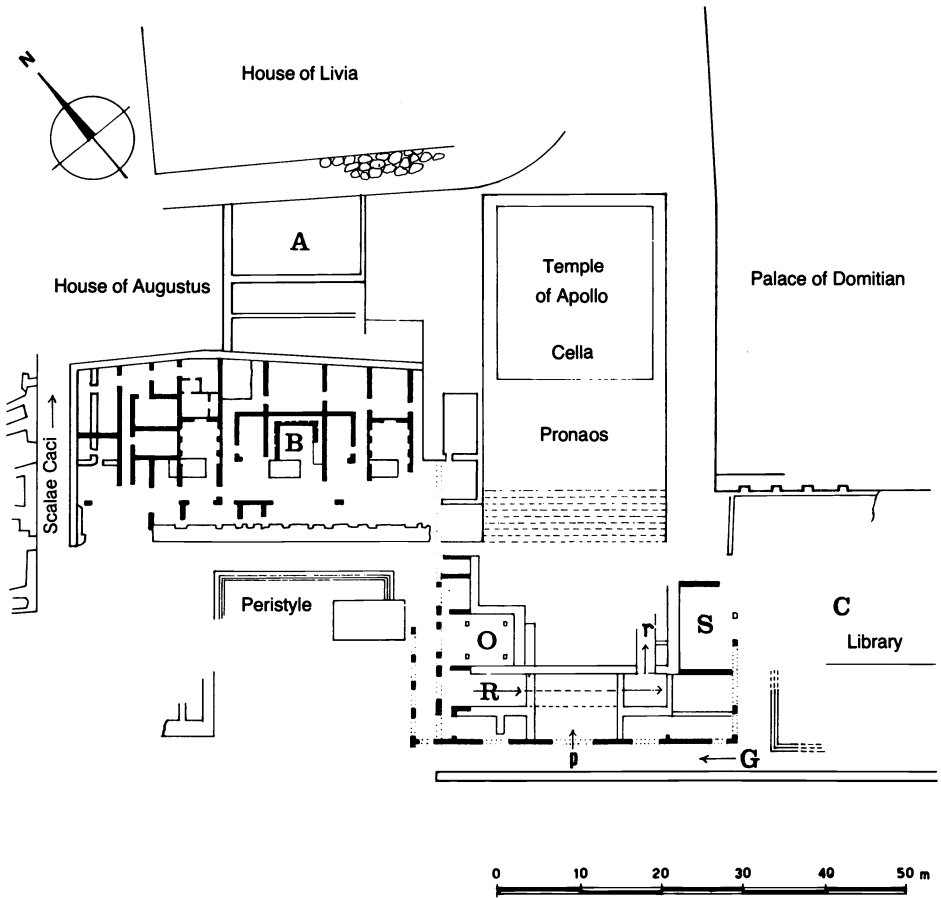 N
House of Livia
A
House of Augustus
Temple
of Apollo
Cella
Palace of Domitian
Scalae Caci
B
Pronaos
Peristyle
O
r
S
C
Library
R
p
G
0 10 20 30 40 50 m